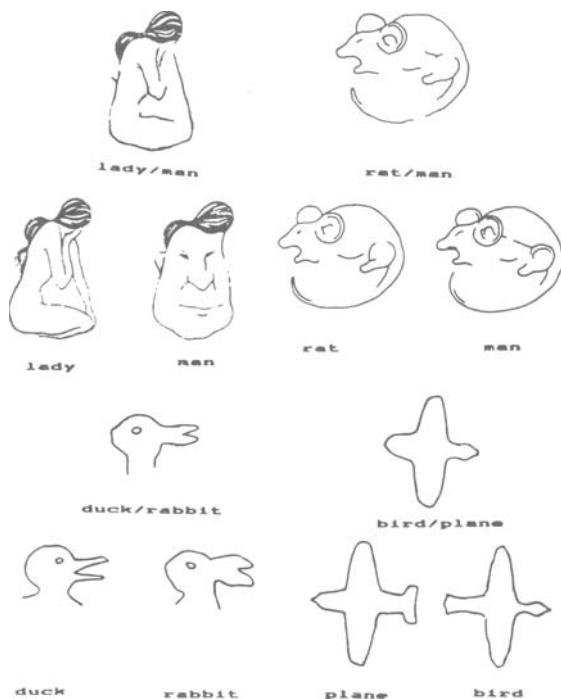 lady/man
rat/man
lady
man
rat
man
duck/rabbit
bird/plane
duck
rabbit
plane
bird